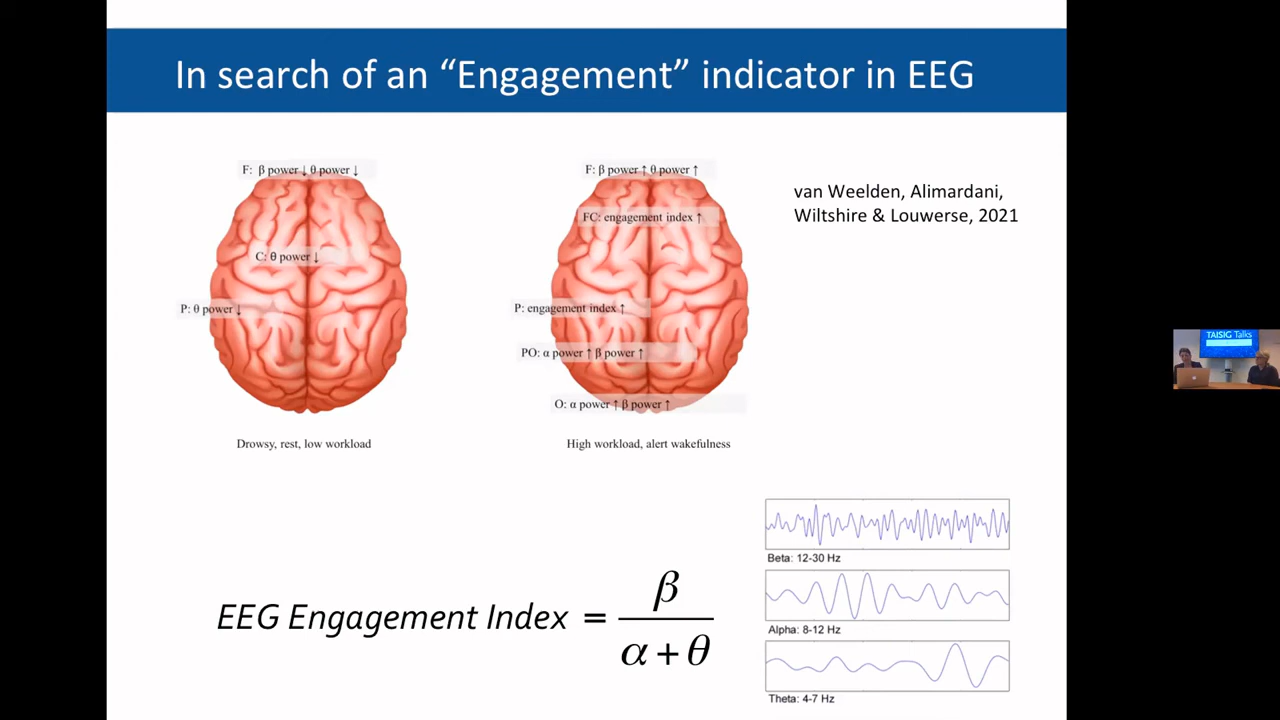 In search of an “Engagement” indicator in EEG
F: β power ↓ θ power ↓
C: θ power ↓
P: θ power ↓
Drowsy, rest, low workload
F: β power ↑ θ power ↑
FC: engagement index ↑
P: engagement index ↑
PO: α power ↑ β power ↑
O: α power ↑ β power ↑
High workload, alert wakefulness
van Weelden, Alimardani,
Wiltshire & Louwerse, 2021
EEG Engagement Index = β / α + θ
Beta: 12-30 Hz
Alpha: 8-12 Hz
Theta: 4-7 Hz
TAISIG Talks